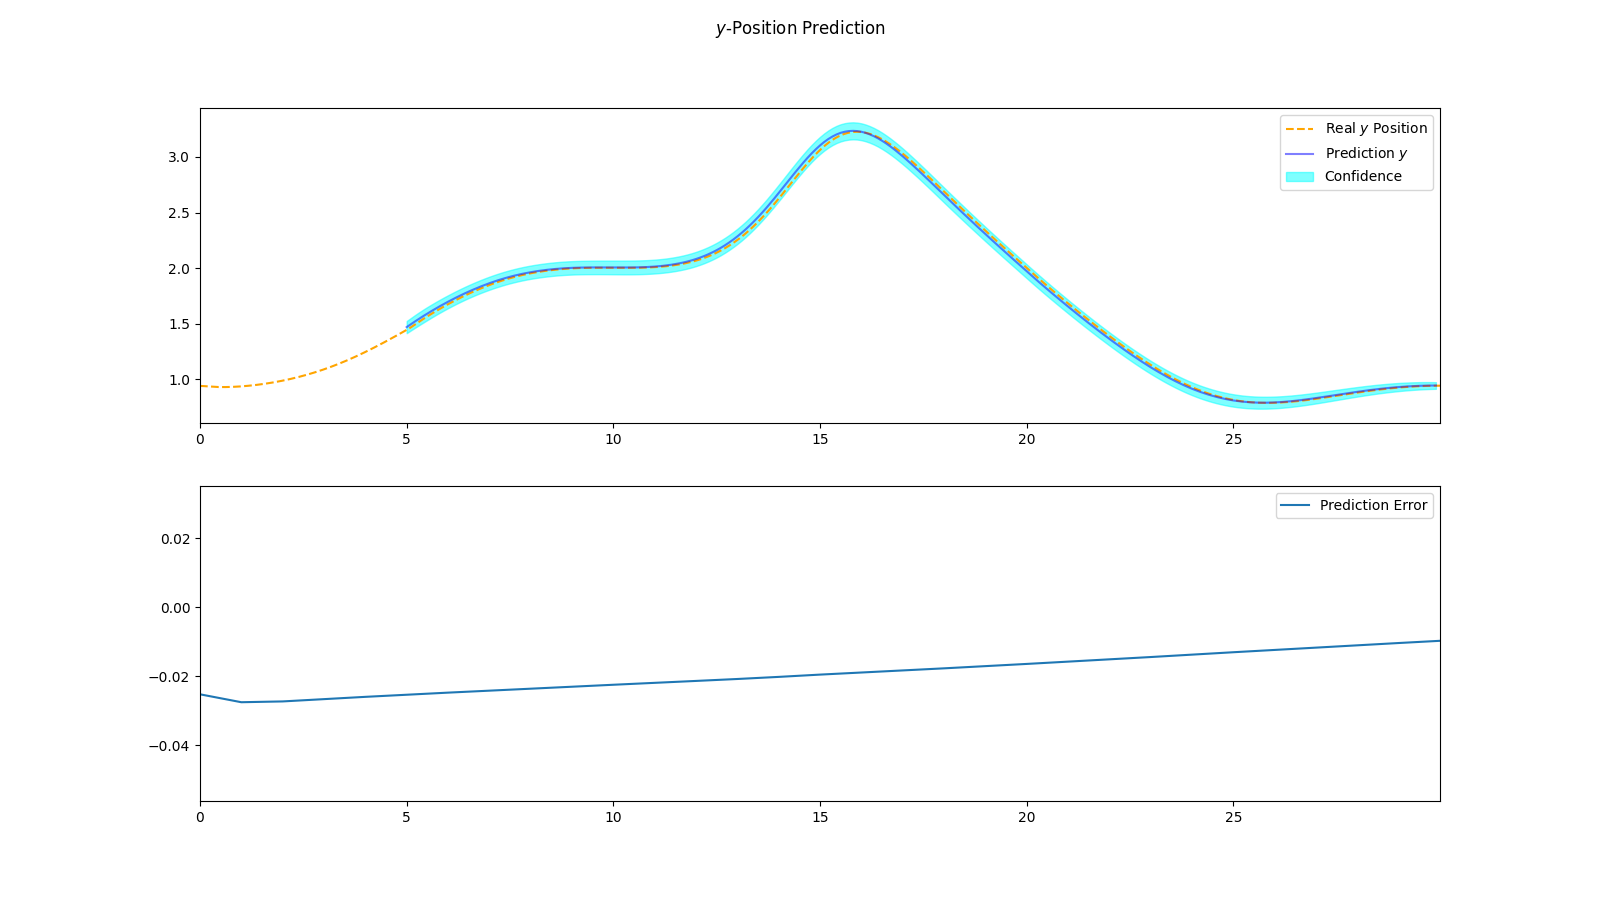 y-Position Prediction
3.0
2.5
2.0
1.5
1.0
Real y Position
Prediction y
Confidence
0 5 10 15 20 25
0.02
0.00
−0.02
−0.04
Prediction Error
0 5 10 15 20 25